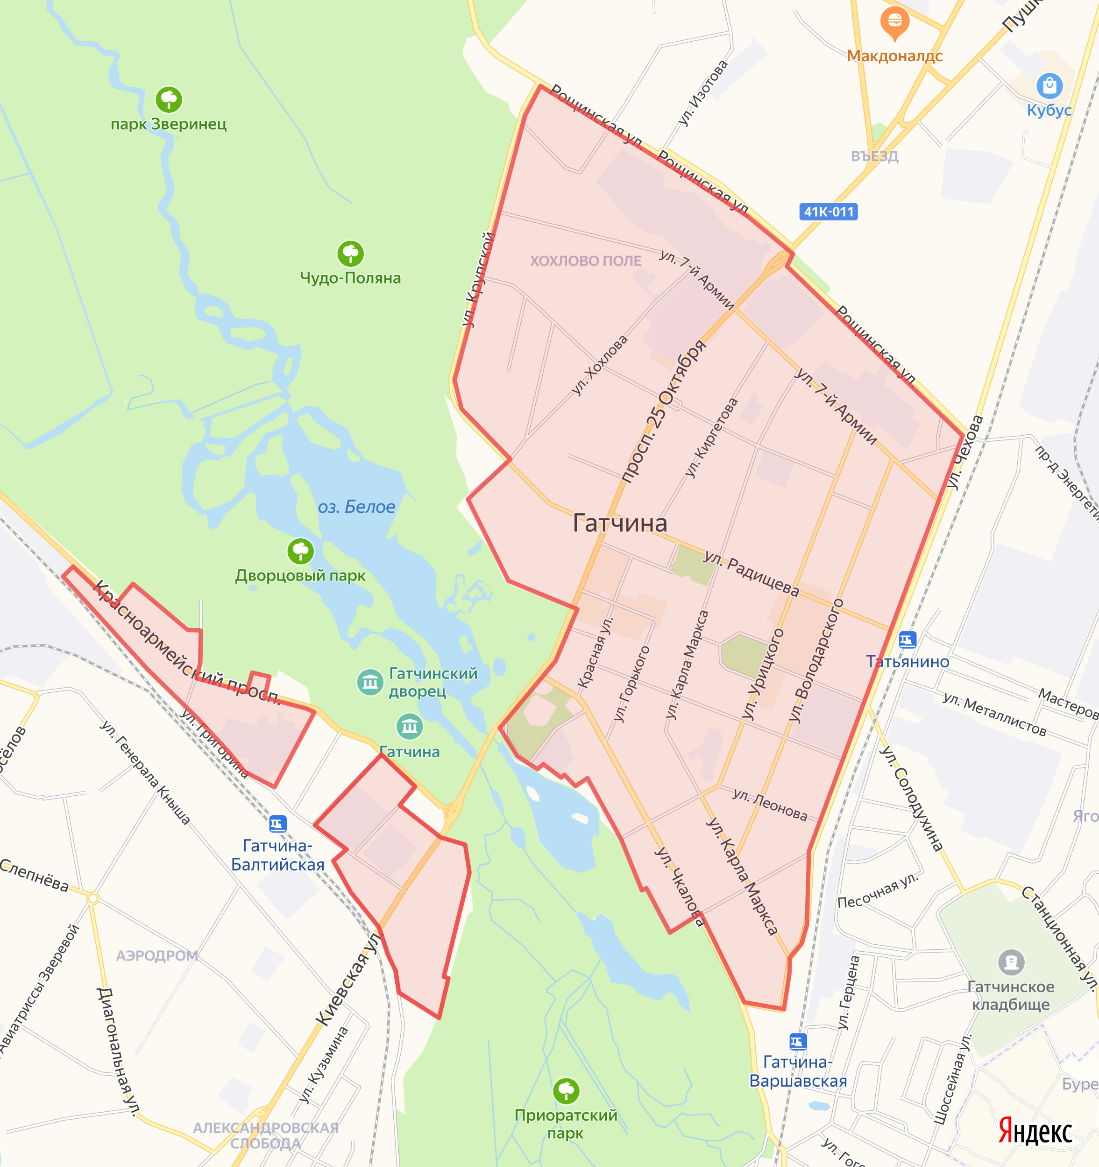 Пушк
Макдоналдс
Кубус
ул. Изотова
парк Зверинец
Рощинская ул.
Рощинская ул.
ВЪЕЗД
41К-011
ХОХЛОВО ПОЛЕ
ул. 7-й Армии
Чудо-Поляна
ул. Крупской
Рощинская ул.
ул. Хохлова
просп. 25 Октября
ул. Киргетова
ул. 7-й Армии
ул. Чехова
пр-д Энергети
оз. Белое
Гатчина
Дворцовый парк
ул. Радищева
Красноармейский просп.
Красная ул.
ул. Горького
ул. Карла Маркса
ул. Урицкого
ул. Володарского
Татьянино
Гатчинский
дворец
Гатчина
ул. Григорина
ул. Генерала Кныша
осёлов
Мастеров
ул. Металлистов
ул. Солодухина
ул. Леонова
Яго
Гатчина-
Балтийская
ул. Карла Маркса
ул. Чкалова
Слепнёва
Песочная ул.
Станционная ул.
АЭРОДРОМ
Киевская ул.
Авиатриссы Зверевой
Диагональная ул.
ул. Герцена
Гатчинское
кладбище
ул. Кузьмина
Гатчина-
Варшавская
Шоссейная ул.
Буре
Приоратский
парк
АЛЕКСАНДРОВСКАЯ
СЛОБОДА
Яндекс
ул. Гого